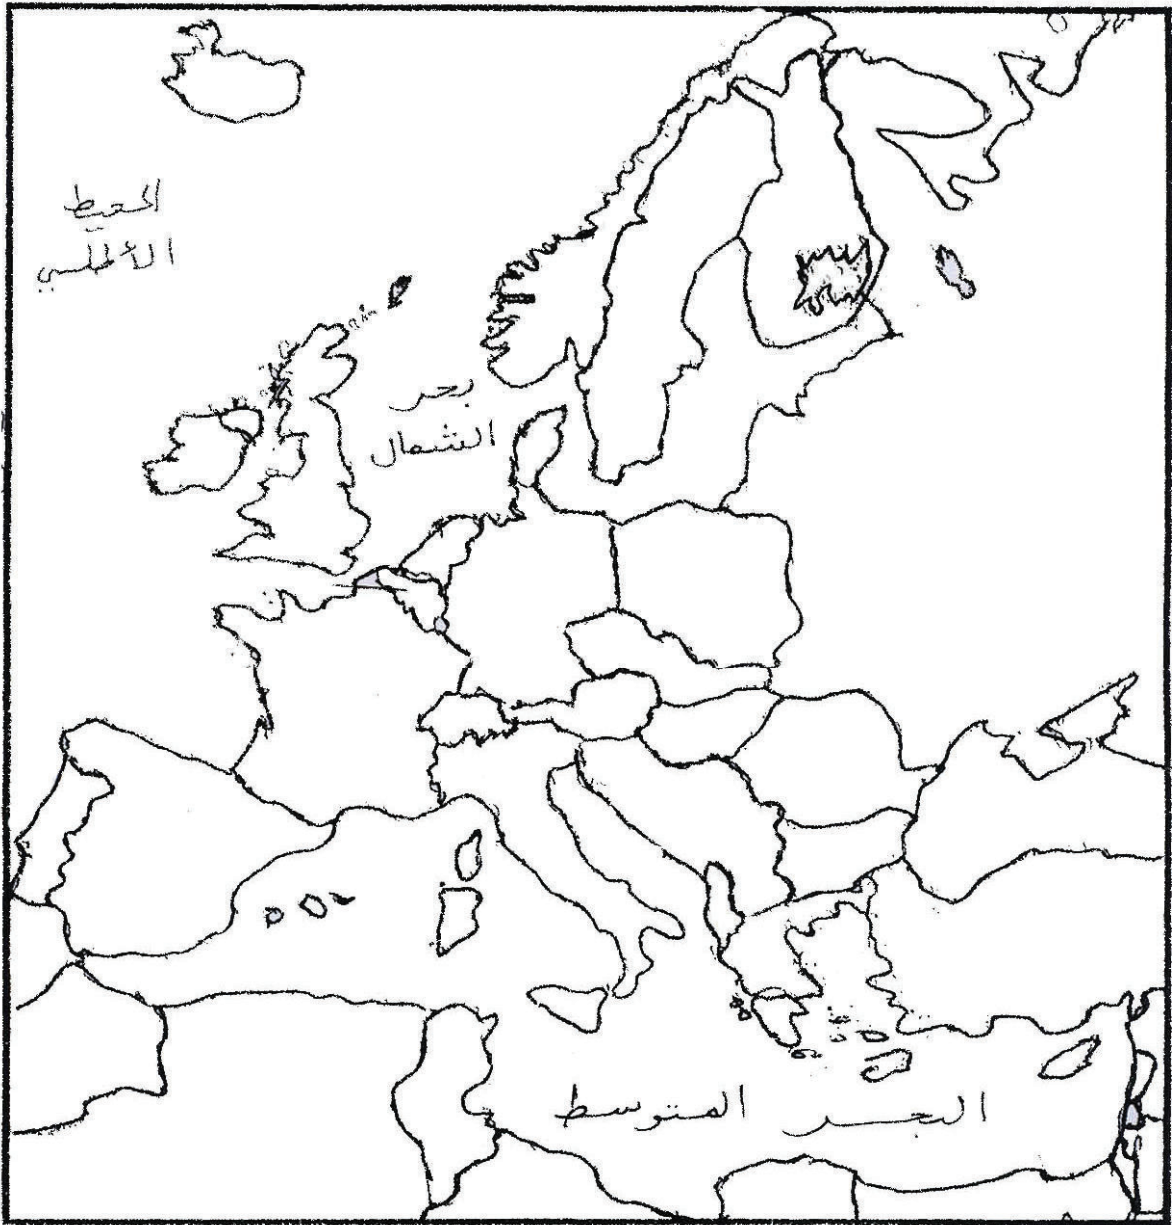 المحيط
الأطلسي
بحر
الشمال
البحر المتوسط